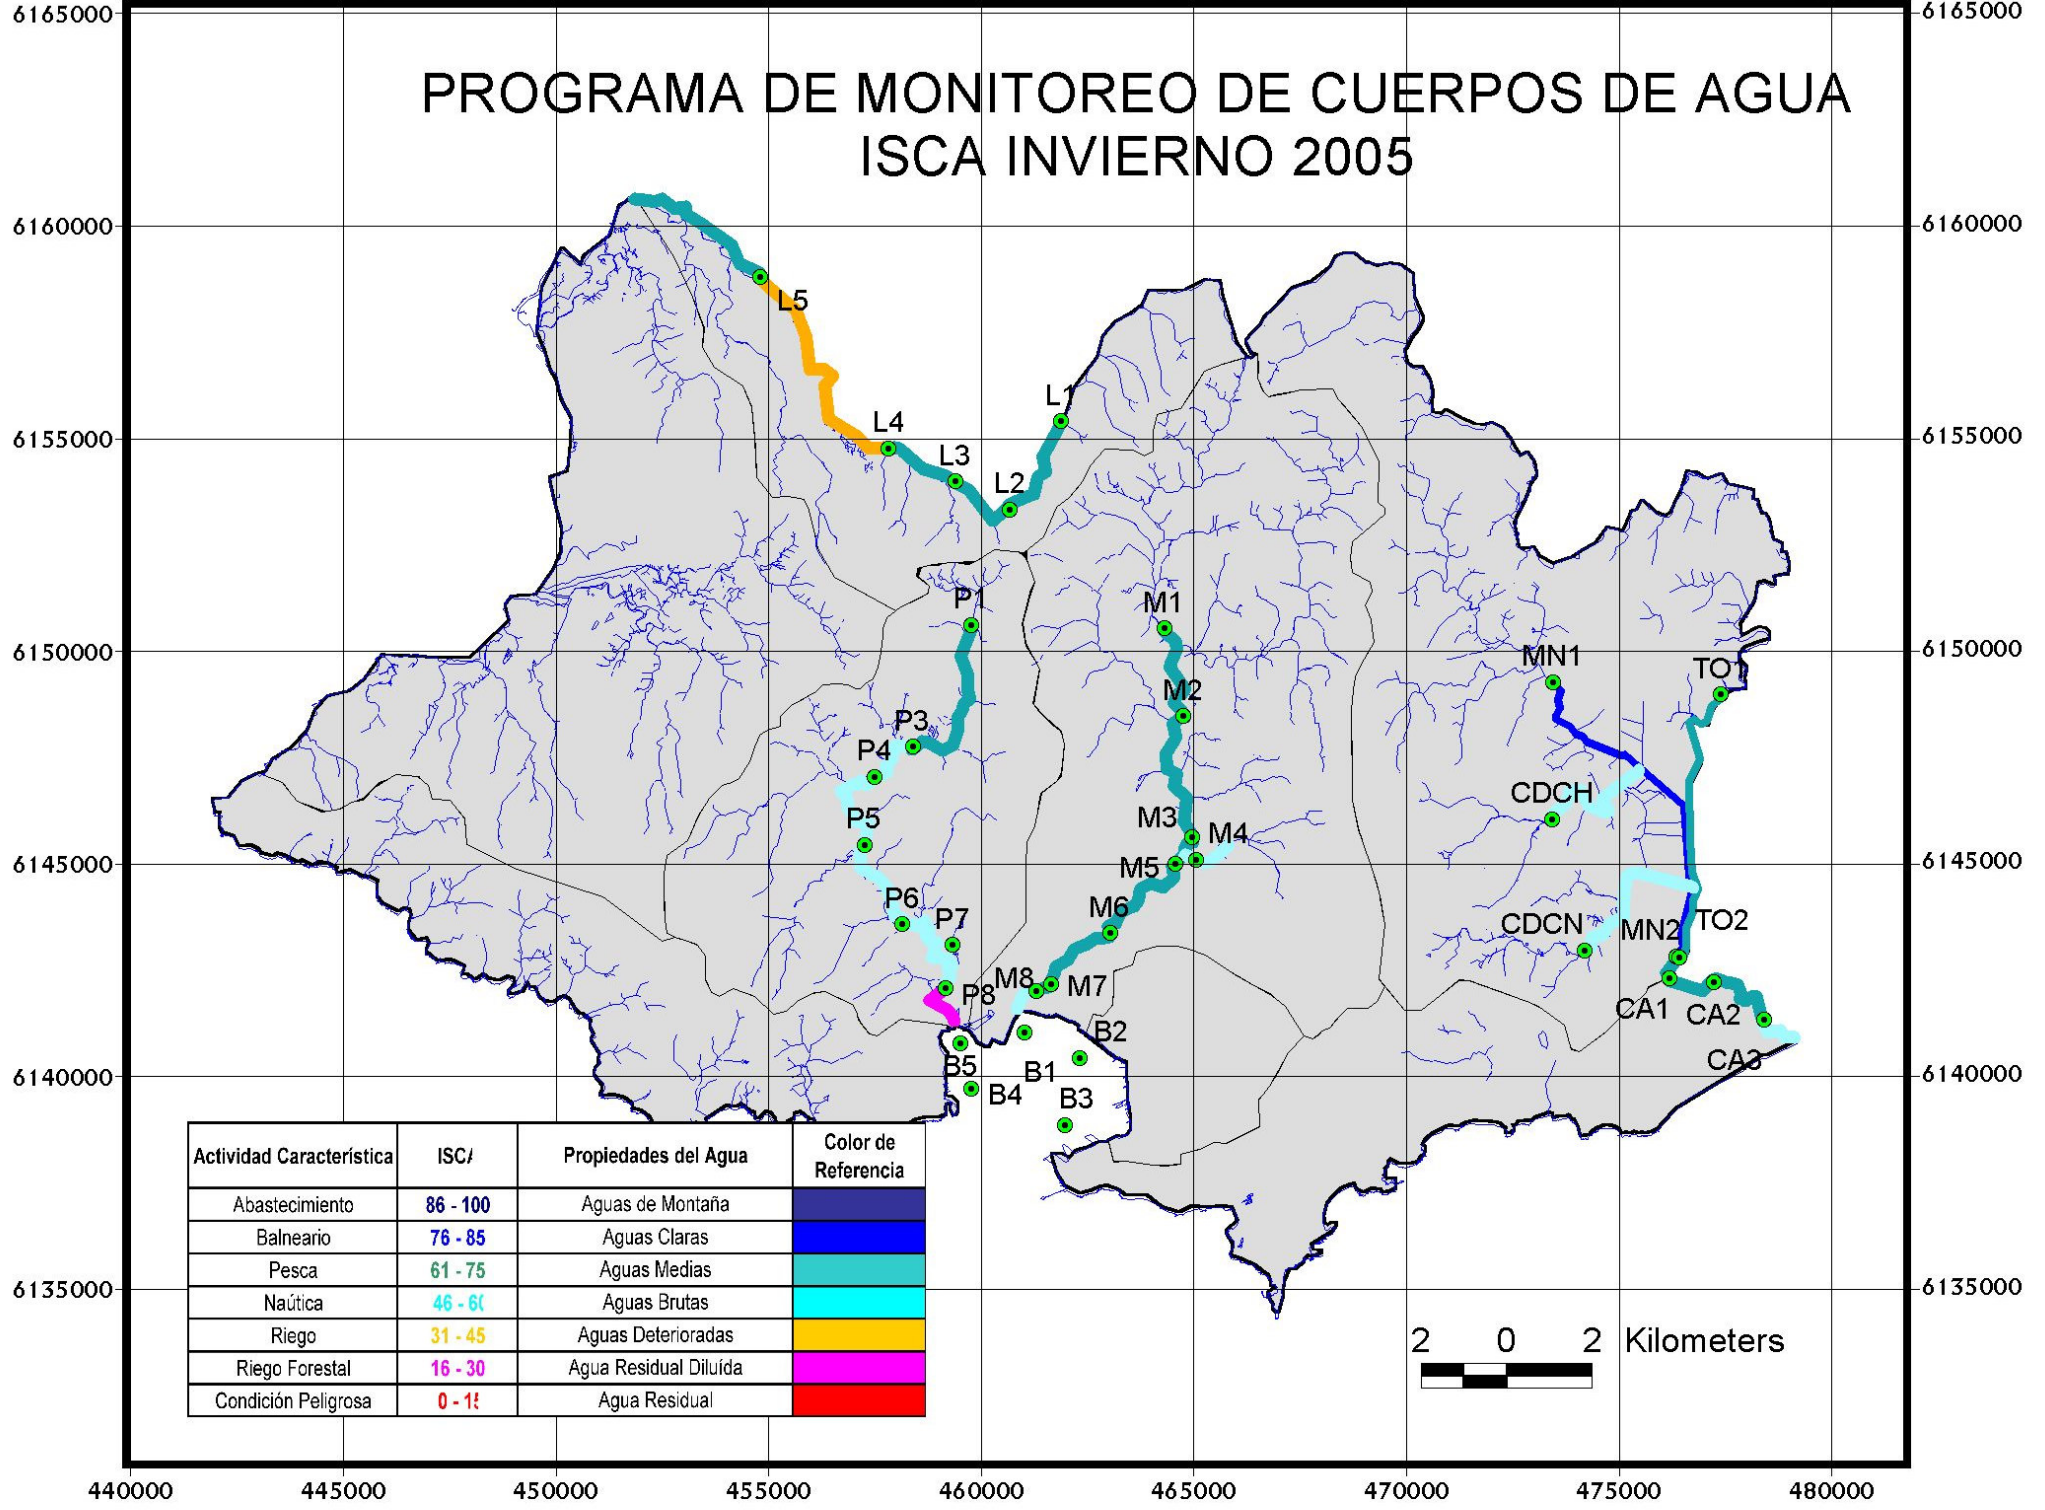 6165000
6165000
PROGRAMA DE MONITOREO DE CUERPOS DE AGUA
ISCA INVIERNO 2005
6160000
6160000
L5
L1
L4
6155000
6155000
L3
L2
P1
M1
6150000
6150000
MN1
TO1
M2
P3
P4
CDCH
P5
M3
M4
6145000
6145000
M5
P6
M6
P7
CDCN
MN2
TO2
M8
M7
P8
CA1
CA2
B2
B5
B1
CA3
6140000
6140000
B4
B3
Actividad Característica ISCA Propiedades del Agua Color de
Referencia
Abastecimiento 86 - 100 Aguas de Montaña
Balneario 76 - 85 Aguas Claras
Pesca 61 - 75 Aguas Medias
6135000
6135000
Naútica 46 - 60 Aguas Brutas
Riego 31 - 45 Aguas Deterioradas
Riego Forestal 16 - 30 Agua Residual Diluída
Condición Peligrosa 0 - 15 Agua Residual
2 0 2 Kilometers
440000 445000 450000 455000 460000 465000 470000 475000 480000